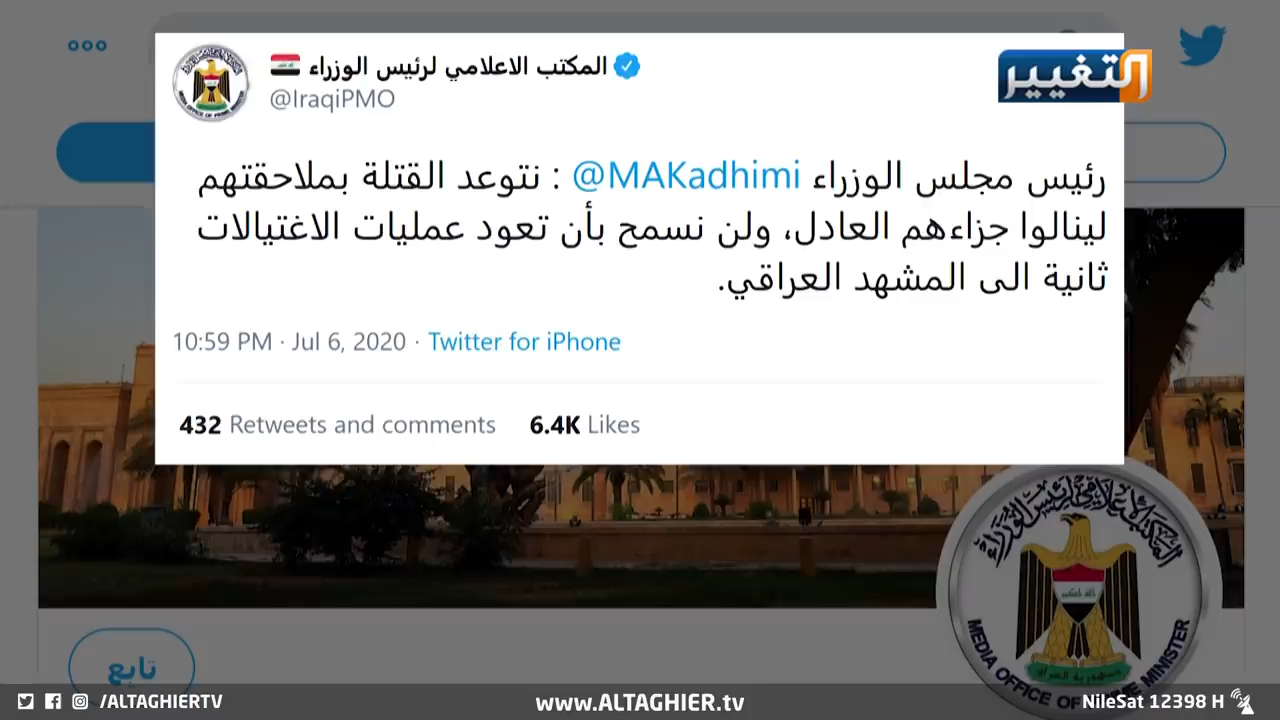 المكتب الاعلامي لرئيس الوزراء
@IraqiPMO
التغيير
رئيس مجلس الوزراء @MAKadhimi : نتوعد القتلة بملاحقتهم
لينالوا جزاءهم العادل، ولن نسمح بأن تعود عمليات الاغتيالات
ثانية الى المشهد العراقي.
10:59 PM · Jul 6, 2020 · Twitter for iPhone
432 Retweets and comments 6.4K Likes
المكتب الاعلامي لرئيس الوزراء
جمهورية العراق
MEDIA OFFICE OF PRIME MINISTER
تابع
/ALTAGHIERTV
www.ALTAGHIER.tv
NileSat 12398 H